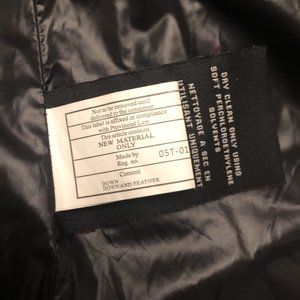 Not to be removed until
delivered to the consumer
This label is affixed in compliance
with Provincial Law
This article contains
NEW MATERIAL
ONLY
Made by
Reg. no. 05T-01
Content
DOWN
DOWN AND FEATHER
DRY CLEAN ONLY USING
SOFT PERCHLORETHYLENE
SOLVENTS
NETTOYAGE A SEC EN
UTILISANT UNIQUEMENT